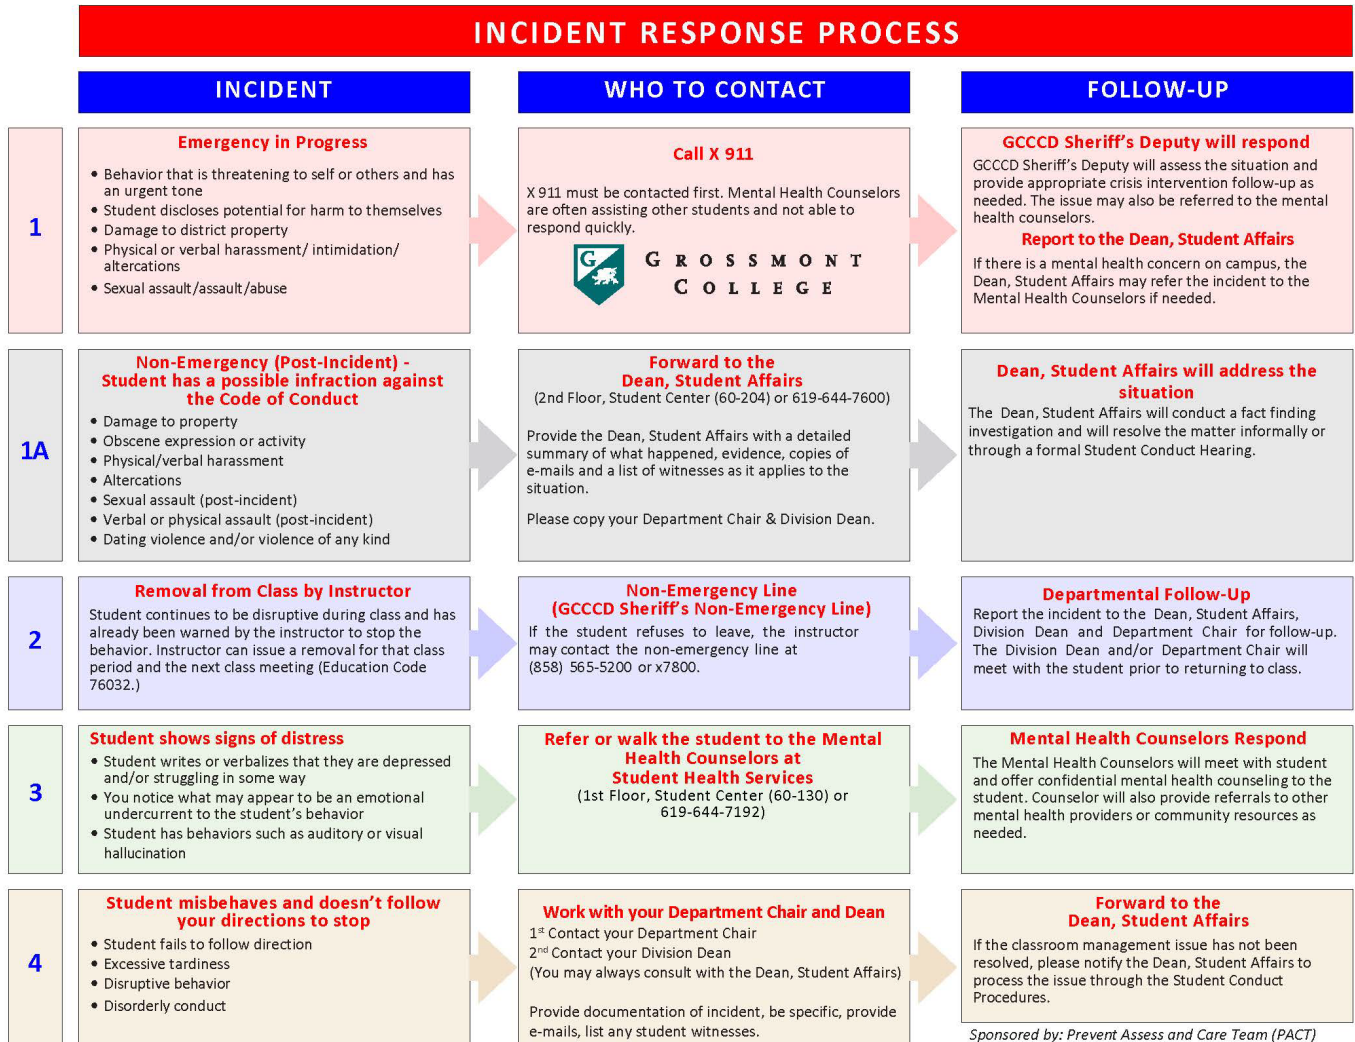 INCIDENT RESPONSE PROCESS
INCIDENT
WHO TO CONTACT
FOLLOW-UP
1
Emergency in Progress
• Behavior that is threatening to self or others and has
an urgent tone
• Student discloses potential for harm to themselves
• Damage to district property
• Physical or verbal harassment/ intimidation/
altercations
• Sexual assault/assault/abuse
Call X 911
X 911 must be contacted first. Mental Health Counselors
are often assisting other students and not able to
respond quickly.
G
GROSSMONT
COLLEGE
GCCCD Sheriff's Deputy will respond
GCCCD Sheriff's Deputy will assess the situation and
provide appropriate crisis intervention follow-up as
needed. The issue may also be referred to the mental
health counselors.
Report to the Dean, Student Affairs
If there is a mental health concern on campus, the
Dean, Student Affairs may refer the incident to the
Mental Health Counselors if needed.
1A
Non-Emergency (Post-Incident) -
Student has a possible infraction against
the Code of Conduct
• Damage to property
• Obscene expression or activity
• Physical/verbal harassment
• Altercations
• Sexual assault (post-incident)
• Verbal or physical assault (post-incident)
• Dating violence and/or violence of any kind
Forward to the
Dean, Student Affairs
(2nd Floor, Student Center (60-204) or 619-644-7600)
Provide the Dean, Student Affairs with a detailed
summary of what happened, evidence, copies of
e-mails and a list of witnesses as it applies to the
situation.
Please copy your Department Chair & Division Dean.
Dean, Student Affairs will address the
situation
The Dean, Student Affairs will conduct a fact finding
investigation and will resolve the matter informally or
through a formal Student Conduct Hearing.
2
Removal from Class by Instructor
Student continues to be disruptive during class and has
already been warned by the instructor to stop the
behavior. Instructor can issue a removal for that class
period and the next class meeting (Education Code
76032.)
Non-Emergency Line
(GCCCD Sheriff's Non-Emergency Line)
If the student refuses to leave, the instructor
may contact the non-emergency line at
(858) 565-5200 or x7800.
Departmental Follow-Up
Report the incident to the Dean, Student Affairs,
Division Dean and Department Chair for follow-up.
The Division Dean and/or Department Chair will
meet with the student prior to returning to class.
3
Student shows signs of distress
• Student writes or verbalizes that they are depressed
and/or struggling in some way
• You notice what may appear to be an emotional
undercurrent to the student's behavior
• Student has behaviors such as auditory or visual
hallucination
Refer or walk the student to the Mental
Health Counselors at
Student Health Services
(1st Floor, Student Center (60-130) or
619-644-7192)
Mental Health Counselors Respond
The Mental Health Counselors will meet with student
and offer confidential mental health counseling to the
student. Counselor will also provide referrals to other
mental health providers or community resources as
needed.
4
Student misbehaves and doesn't follow
your directions to stop
• Student fails to follow direction
• Excessive tardiness
• Disruptive behavior
• Disorderly conduct
Work with your Department Chair and Dean
1st Contact your Department Chair
2nd Contact your Division Dean
(You may always consult with the Dean, Student Affairs)
Provide documentation of incident, be specific, provide
e-mails, list any student witnesses.
Forward to the
Dean, Student Affairs
If the classroom management issue has not been
resolved, please notify the Dean, Student Affairs to
process the issue through the Student Conduct
Procedures.
Sponsored by: Prevent Assess and Care Team (PACT)